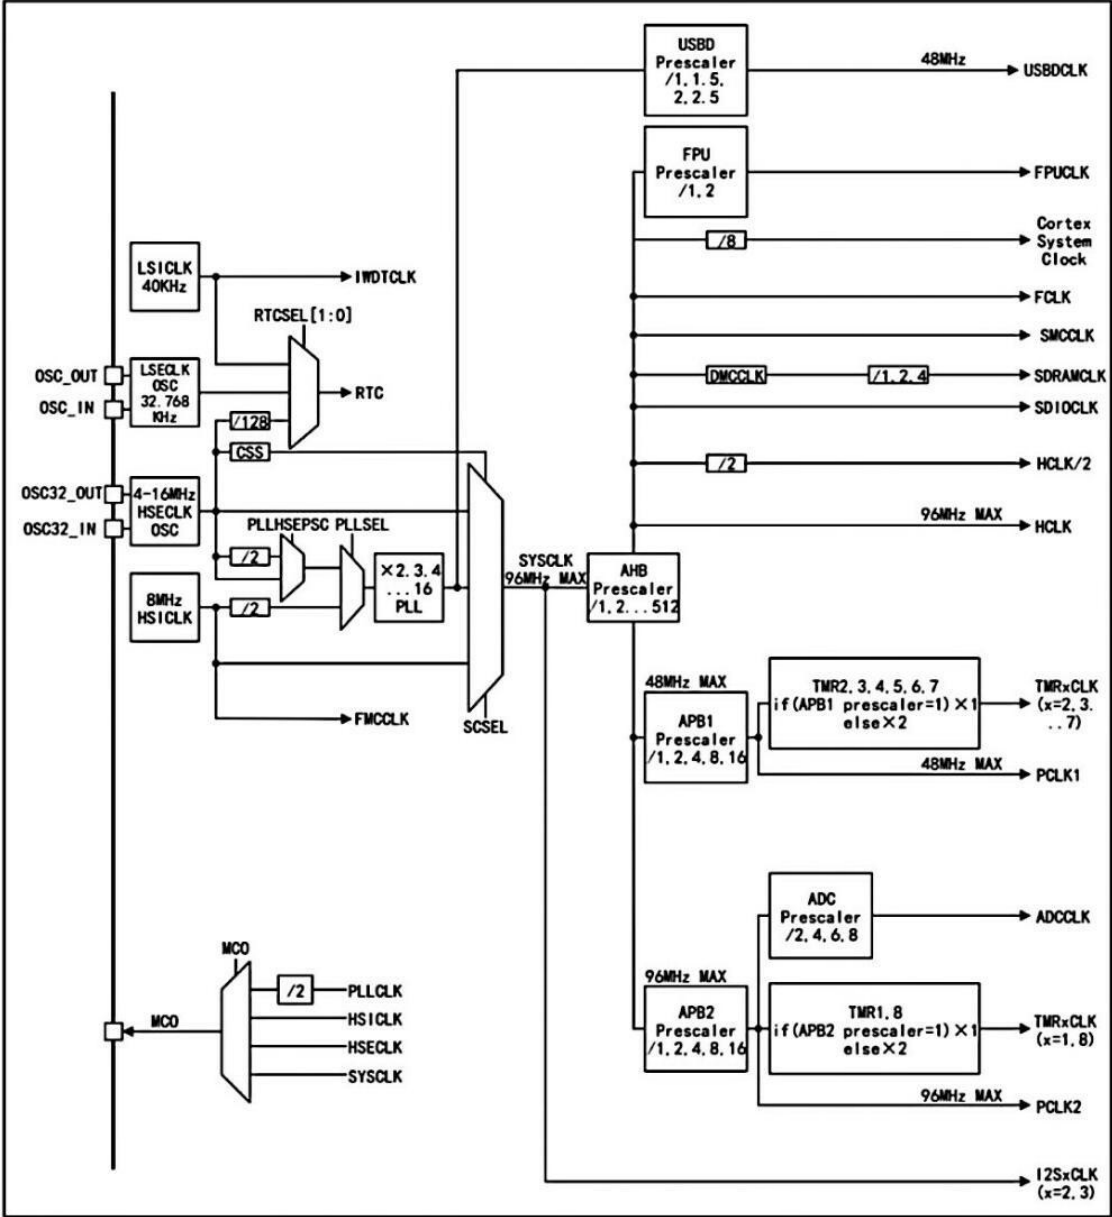 USBD
Prescaler
/1, 1.5,
2, 2.5
48MHz
USBDCLK
FPU
Prescaler
/1, 2
FPUCLK
/8
Cortex
System
Clock
LSICLK
40KHz
IWDTCLK
FCLK
RTCSEL[1:0]
SMCCLK
OSC_OUT
OSC_IN
LSECLK
OSC
32.768
KHz
RTC
DMCCLK
/1, 2, 4
SDRAMCLK
SDIOCLK
/128
CSS
/2
HCLK/2
OSC32_OUT
OSC32_IN
4-16MHz
HSECLK
OSC
96MHz MAX
HCLK
PLLHSEPSC
PLLSEL
/2
×2, 3, 4
...16
PLL
SYSCLK
96MHz MAX
AHB
Prescaler
/1, 2...512
8MHz
HSICLK
/2
FMCCLK
SCSEL
48MHz MAX
APB1
Prescaler
/1, 2, 4, 8, 16
TMR2, 3, 4, 5, 6, 7
if(APB1 prescaler=1)×1
else×2
TMRxCLK
(x=2, 3.
..7)
48MHz MAX
PCLK1
ADC
Prescaler
/2, 4, 6, 8
ADCCLK
MCO
/2
PLLCLK
HSICLK
HSECLK
SYSCLK
MCO
96MHz MAX
APB2
Prescaler
/1, 2, 4, 8, 16
TMR1, 8
if(APB2 prescaler=1)×1
else×2
TMRxCLK
(x=1, 8)
96MHz MAX
PCLK2
I2SxCLK
(x=2, 3)